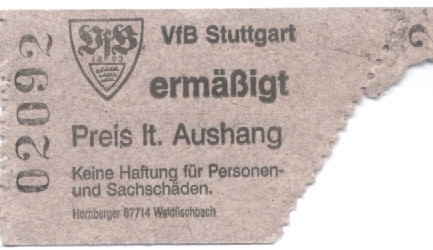 02092
VfB
1893
VfB Stuttgart
ermäßigt
Preis lt. Aushang
Keine Haftung für Personen-
und Sachschäden.
Hornberger 67714 Waldfischbach